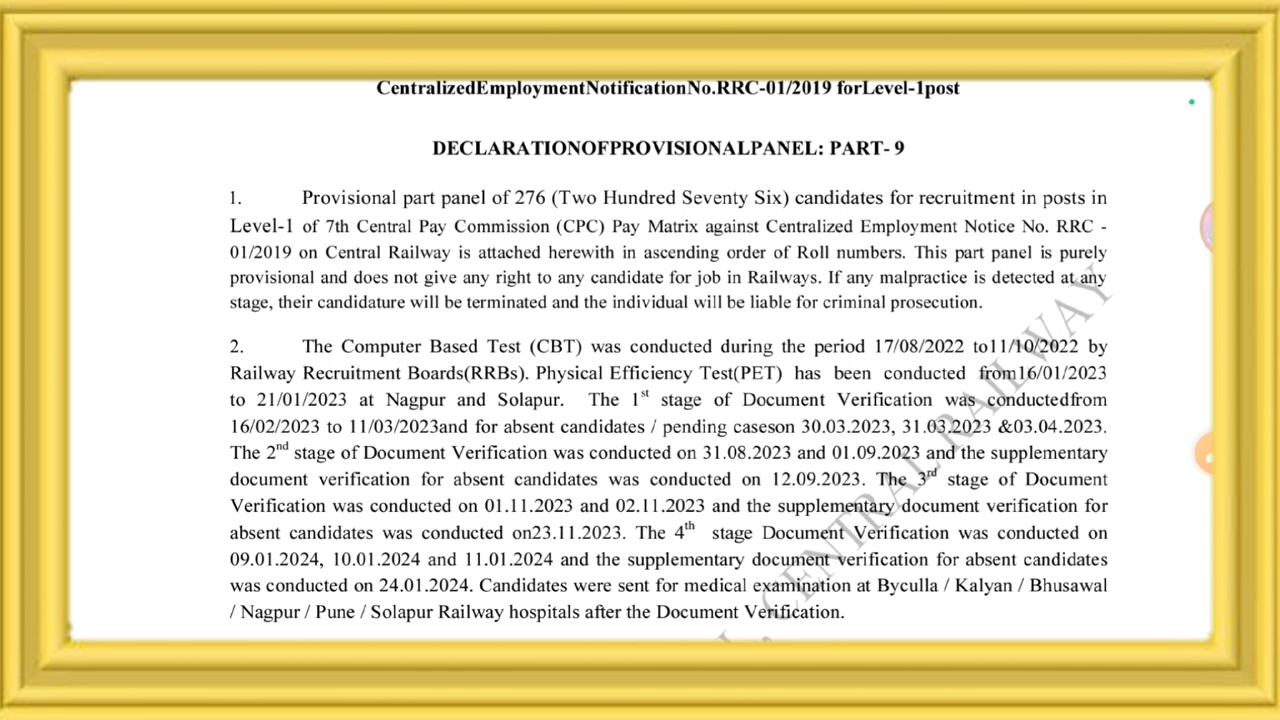 CentralizedEmploymentNotificationNo.RRC-01/2019 forLevel-1post
DECLARATIONOFPROVISIONALPANEL: PART- 9
1. Provisional part panel of 276 (Two Hundred Seventy Six) candidates for recruitment in posts in
Level-1 of 7th Central Pay Commission (CPC) Pay Matrix against Centralized Employment Notice No. RRC -
01/2019 on Central Railway is attached herewith in ascending order of Roll numbers. This part panel is purely
provisional and does not give any right to any candidate for job in Railways. If any malpractice is detected at any
stage, their candidature will be terminated and the individual will be liable for criminal prosecution.
2. The Computer Based Test (CBT) was conducted during the period 17/08/2022 to11/10/2022 by
Railway Recruitment Boards(RRBs). Physical Efficiency Test(PET) has been conducted from16/01/2023
to 21/01/2023 at Nagpur and Solapur. The 1st stage of Document Verification was conductedfrom
16/02/2023 to 11/03/2023and for absent candidates / pending caseson 30.03.2023, 31.03.2023 &03.04.2023.
The 2nd stage of Document Verification was conducted on 31.08.2023 and 01.09.2023 and the supplementary
document verification for absent candidates was conducted on 12.09.2023. The 3rd stage of Document
Verification was conducted on 01.11.2023 and 02.11.2023 and the supplementary document verification for
absent candidates was conducted on23.11.2023. The 4th stage Document Verification was conducted on
09.01.2024, 10.01.2024 and 11.01.2024 and the supplementary document verification for absent candidates
was conducted on 24.01.2024. Candidates were sent for medical examination at Byculla / Kalyan / Bhusawal
/ Nagpur / Pune / Solapur Railway hospitals after the Document Verification.
, CENTRAL RAILWAY